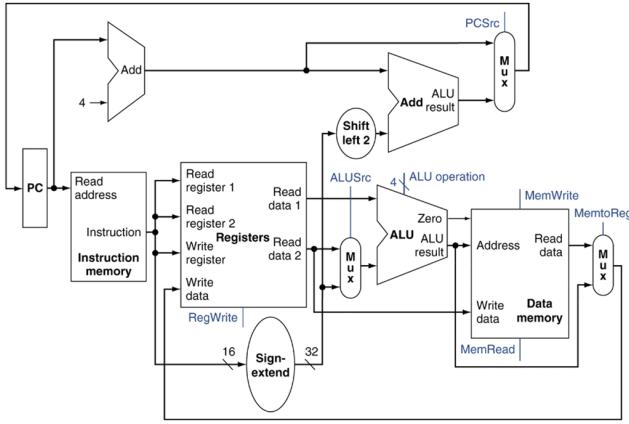 PCSrc
Add
4
M
u
x
Add
ALU
result
Shift
left 2
PC
Read
address
Instruction
Instruction
memory
Read
register 1
Read
register 2
Write
register
Write
data
Registers
Read
data 1
Read
data 2
RegWrite
ALUSrc
M
u
x
4
ALU operation
Zero
ALU
ALU
result
MemWrite
Address
Read
data
Write
data
Data
memory
MemRead
MemtoReg
M
u
x
16
Sign-
extend
32